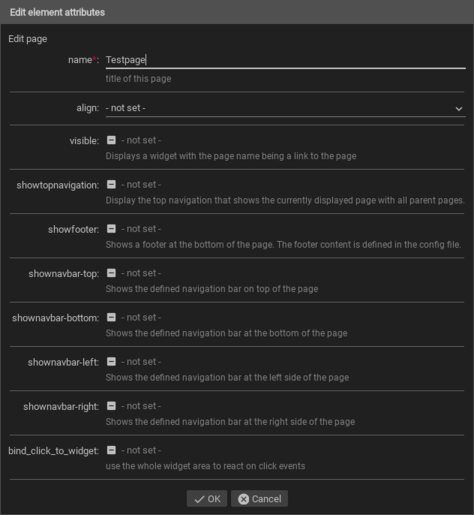 Edit element attributes
Edit page
name*: Testpage
title of this page
align: - not set -
visible: - not set -
Displays a widget with the page name being a link to the page
showtopnavigation: - not set -
Display the top navigation that shows the currently displayed page with all parent pages.
showfooter: - not set -
Shows a footer at the bottom of the page. The footer content is defined in the config file.
shownavbar-top: - not set -
Shows the defined navigation bar on top of the page
shownavbar-bottom: - not set -
Shows the defined navigation bar at the bottom of the page
shownavbar-left: - not set -
Shows the defined navigation bar at the left side of the page
shownavbar-right: - not set -
Shows the defined navigation bar at the right side of the page
bind_click_to_widget: - not set -
use the whole widget area to react on click events
OK Cancel